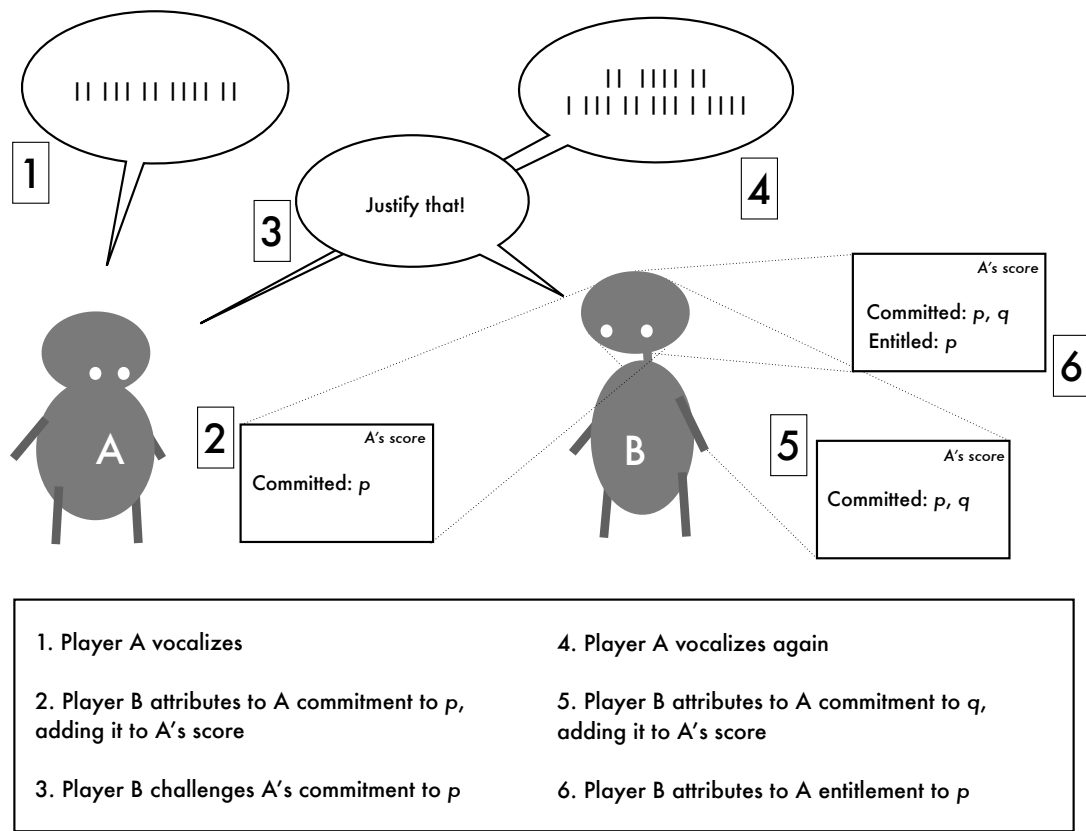 1
Justify that!
3
4
A's score
Committed: p, q
Entitled: p
6
A
2
A's score
Committed: p
B
5
A's score
Committed: p, q
1. Player A vocalizes
2. Player B attributes to A commitment to p,
adding it to A's score
3. Player B challenges A's commitment to p
4. Player A vocalizes again
5. Player B attributes to A commitment to q,
adding it to A's score
6. Player B attributes to A entitlement to p